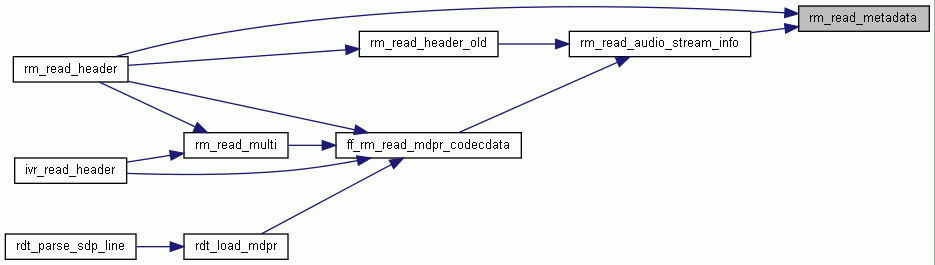 rm_read_metadata
rm_read_header_old
rm_read_audio_stream_info
rm_read_header
rm_read_multi
ff_rm_read_mdpr_codecdata
ivr_read_header
rdt_parse_sdp_line
rdt_load_mdpr